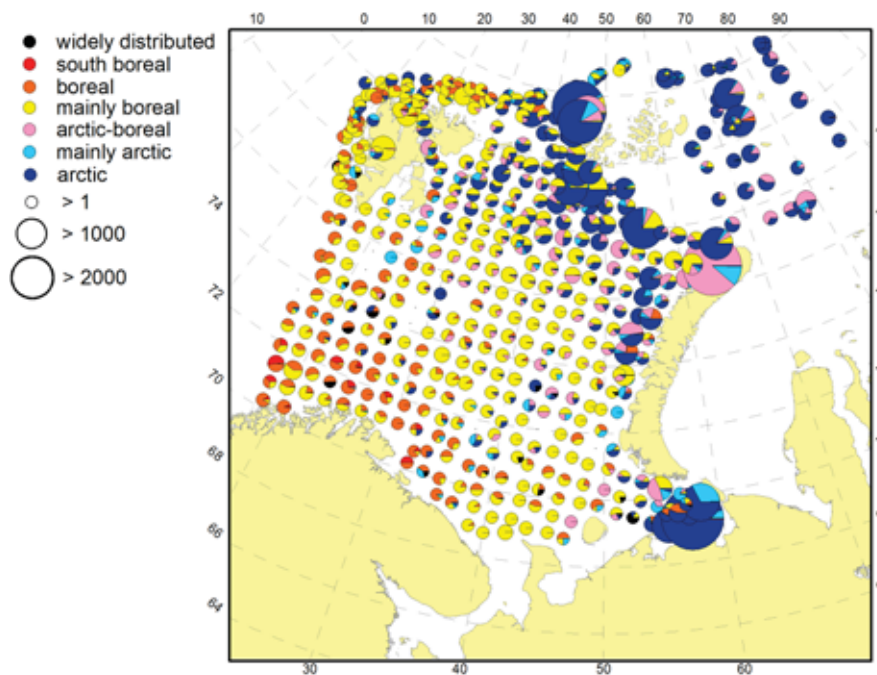 10 0 10 20 30 40 50 60 70 80 90
widely distributed
south boreal
boreal
mainly boreal
arctic-boreal
mainly arctic
arctic
> 1
> 1000
> 2000
74
72
70
68
66
64
30 40 50 60